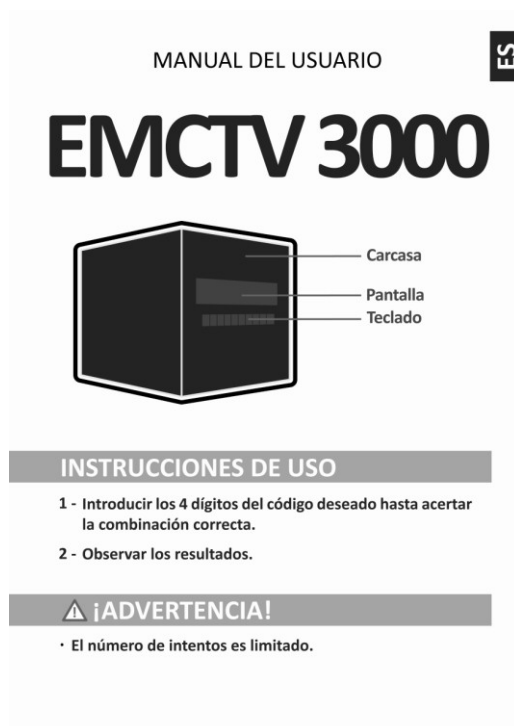 MANUAL DEL USUARIO
ES
EMCTV 3000
Carcasa
Pantalla
Teclado
INSTRUCCIONES DE USO
1 - Introducir los 4 dígitos del código deseado hasta acertar
la combinación correcta.
2 - Observar los resultados.
¡ADVERTENCIA!
· El número de intentos es limitado.